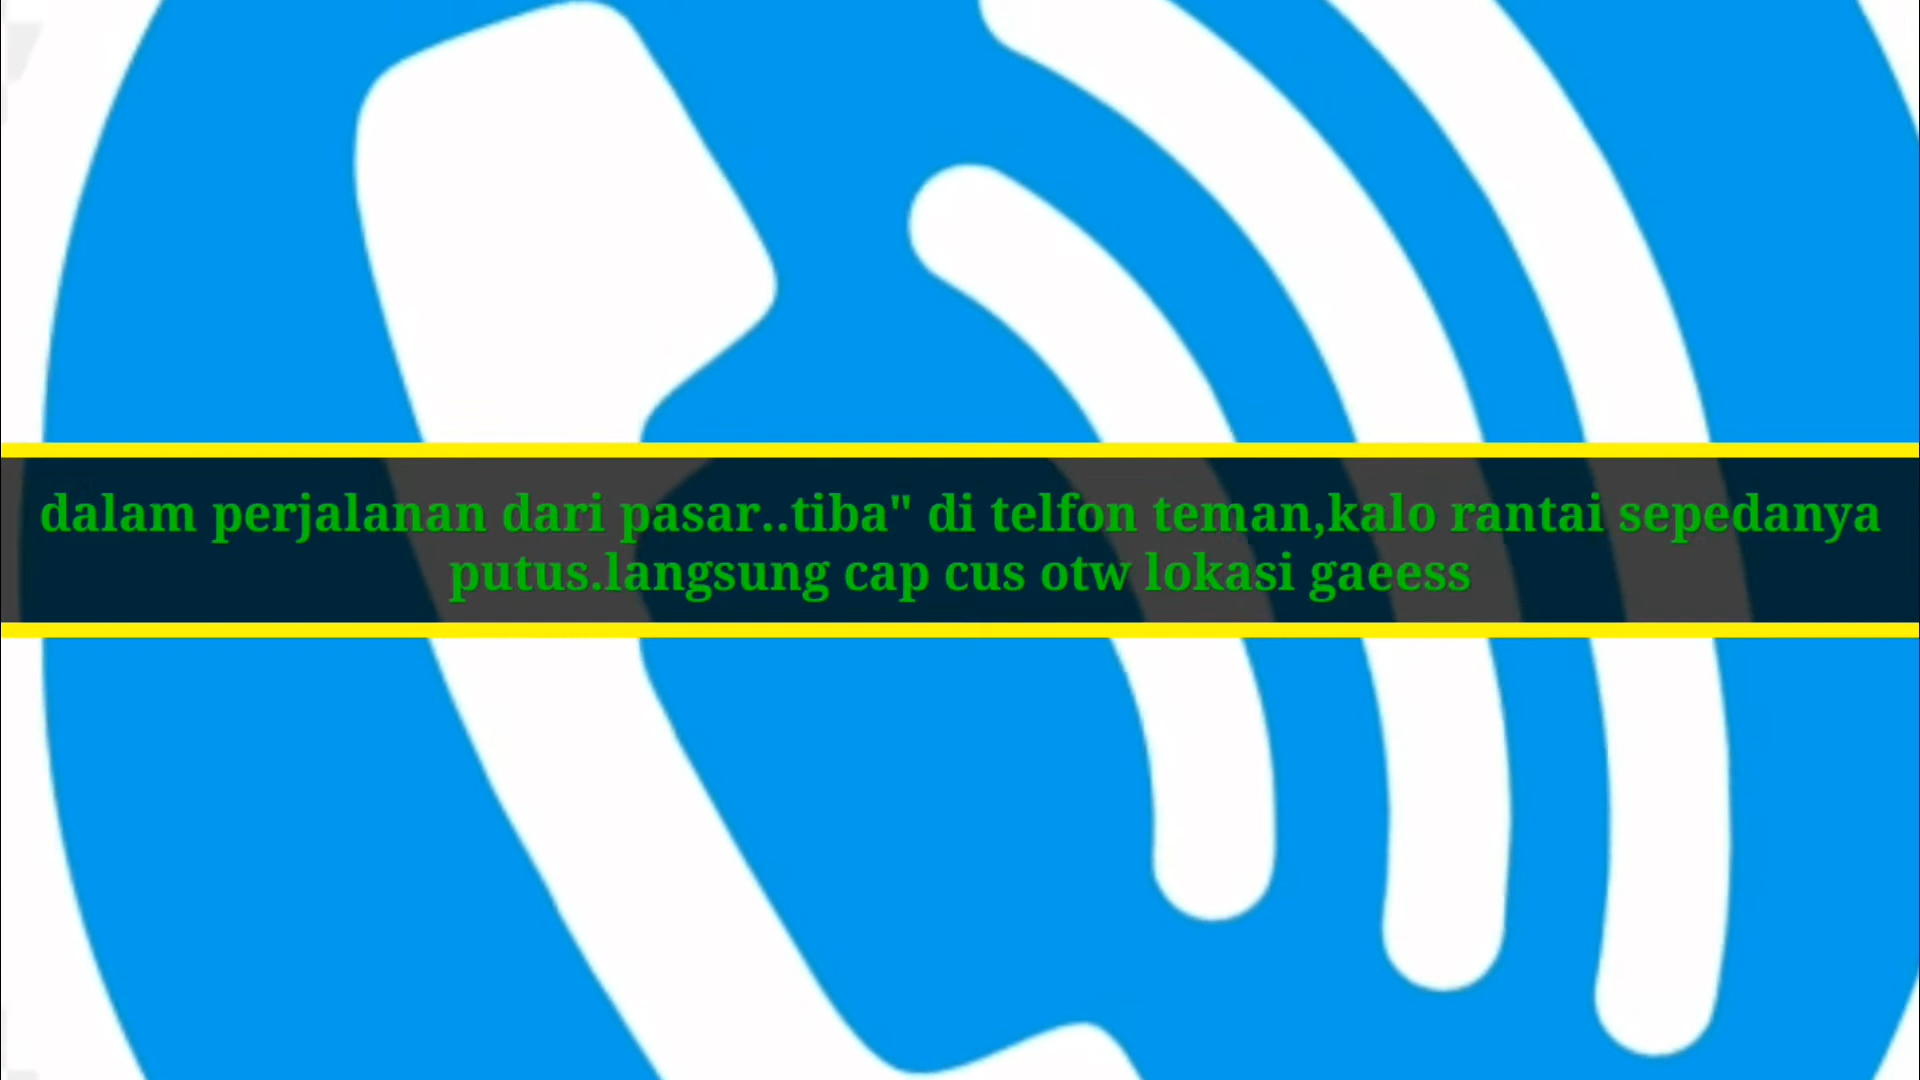 dalam perjalanan dari pasar..tiba" di telfon teman,kalo rantai sepedanya
putus.langsung cap cus otw lokasi gaeess